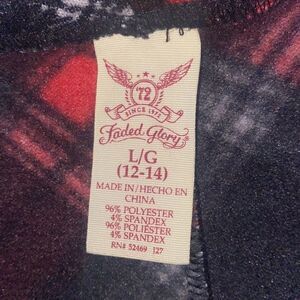 '72
SINCE 1972
Faded Glory
L/G
(12-14)
MADE IN/HECHO EN
CHINA
96% POLYESTER
4% SPANDEX
96% POLIÉSTER
4% SPANDEX
RN# 52469 127